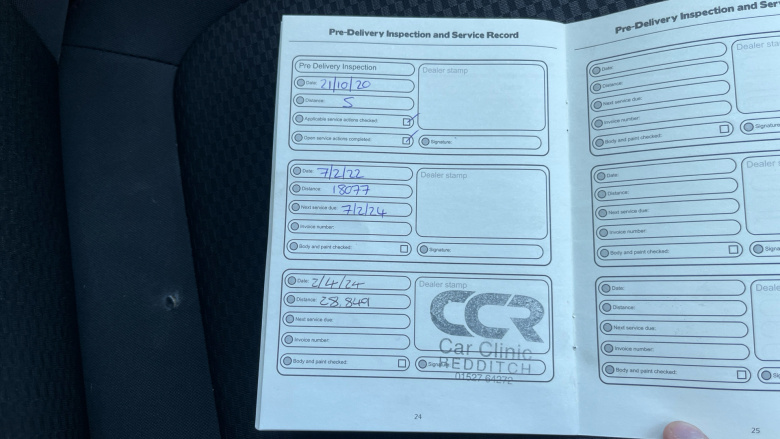 Pre-Delivery Inspection and Service Record
Pre Delivery Inspection
Date: 21/10/20
Distance: 5
Applicable service actions checked:
Open service actions completed:
Dealer stamp
Signature:
Date: 7/2/22
Distance: 18077
Next service due: 7/2/24
Invoice number:
Body and paint checked:
Dealer stamp
Signature:
Date: 2/4/24
Distance: 28,849
Next service due:
Invoice number:
Body and paint checked:
Dealer stamp
CCR
Car Clinic
REDDITCH
Signature
24
Pre-Delivery Inspection and Ser
Date:
Distance:
Next service due:
Invoice number:
Body and paint checked:
Dealer sta
Signature
Date:
Distance:
Next service due:
Invoice number:
Body and paint checked:
Dealer
Signa
Date:
Distance:
Next service due:
Invoice number:
Body and paint checked:
Deale
Si
25